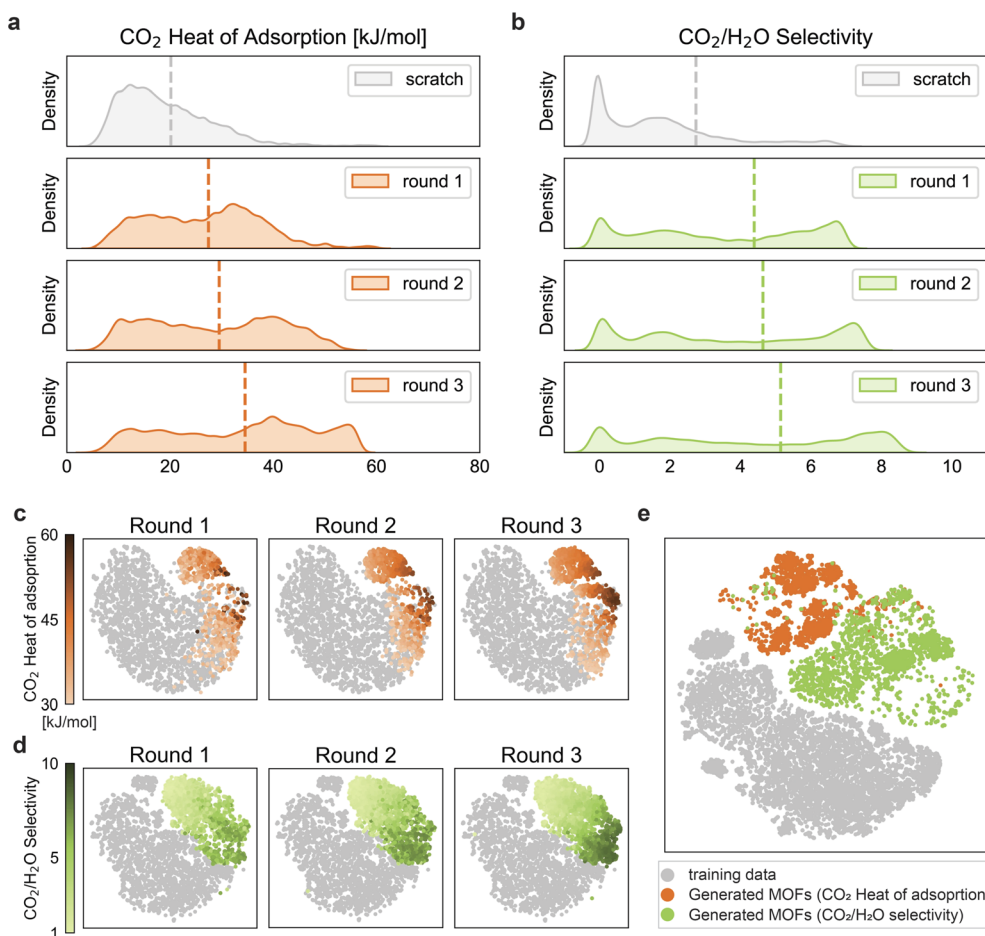 a
CO₂ Heat of Adsorption [kJ/mol]
Density
scratch
Density
round 1
Density
round 2
Density
round 3
0 20 40 60 80
b
CO₂/H₂O Selectivity
Density
scratch
Density
round 1
Density
round 2
Density
round 3
0 2 4 6 8 10
c
Round 1 Round 2 Round 3
CO₂ Heat of adsoprtion
60
45
30
[kJ/mol]
d
Round 1 Round 2 Round 3
CO₂/H₂O Selectivity
10
5
1
e
training data
Generated MOFs (CO₂ Heat of adsoprtion
Generated MOFs (CO₂/H₂O selectivity)